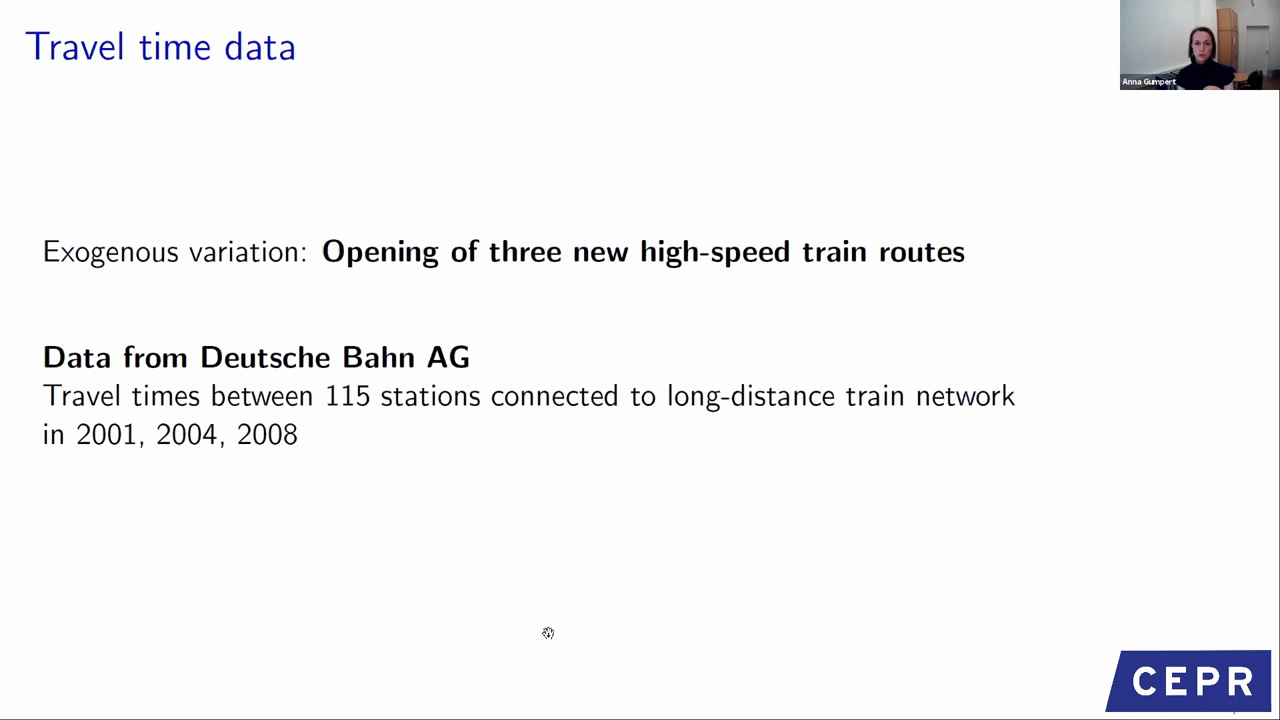 Travel time data
Anna Gumpert
Exogenous variation: Opening of three new high-speed train routes
Data from Deutsche Bahn AG
Travel times between 115 stations connected to long-distance train network
in 2001, 2004, 2008
CEPR